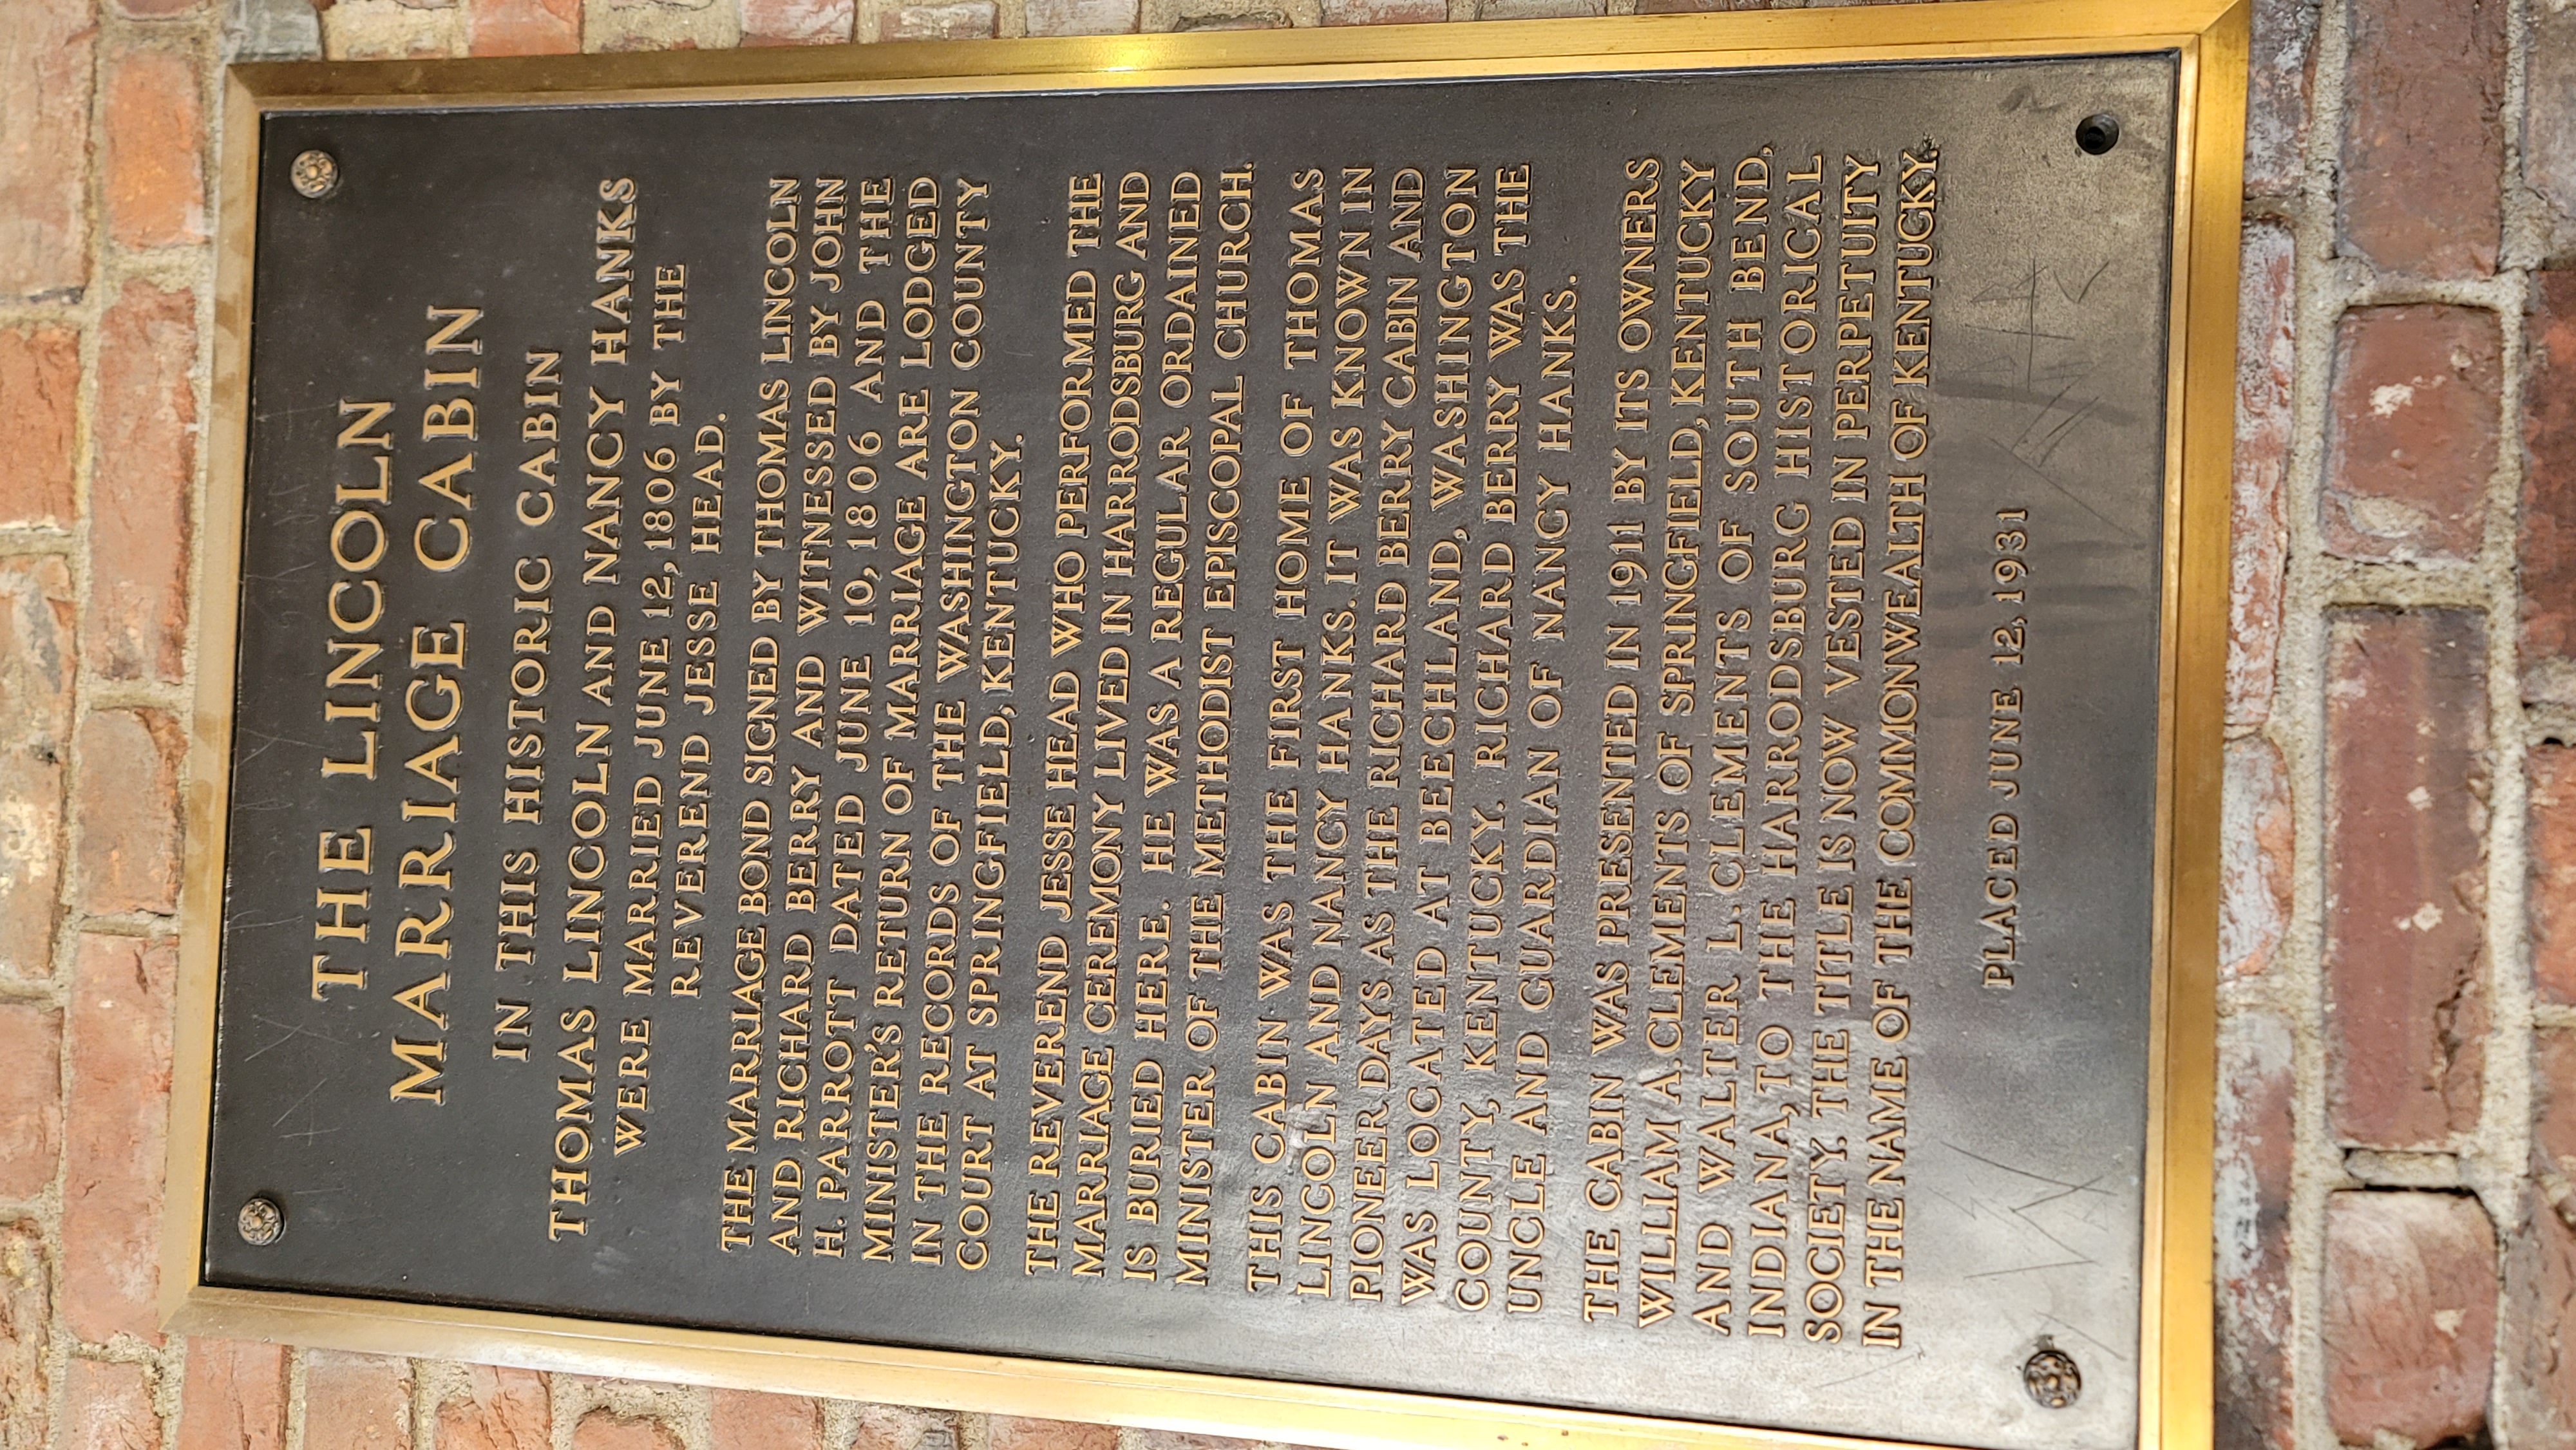 THE LINCOLN
MARRIAGE CABIN
IN THIS HISTORIC CABIN
THOMAS LINCOLN AND NANCY HANKS
WERE MARRIED JUNE 12, 1806 BY THE
REVEREND JESSE HEAD.
THE MARRIAGE BOND SIGNED BY THOMAS LINCOLN
AND RICHARD BERRY AND WITNESSED BY JOHN
H. PARROTT DATED JUNE 10, 1806 AND THE
MINISTER'S RETURN OF MARRIAGE ARE LODGED
IN THE RECORDS OF THE WASHINGTON COUNTY
COURT AT SPRINGFIELD, KENTUCKY.
THE REVEREND JESSE HEAD WHO PERFORMED THE
MARRIAGE CEREMONY LIVED IN HARRODSBURG AND
IS BURIED HERE. HE WAS A REGULAR ORDAINED
MINISTER OF THE METHODIST EPISCOPAL CHURCH.
THIS CABIN WAS THE FIRST HOME OF THOMAS
LINCOLN AND NANCY HANKS. IT WAS KNOWN IN
PIONEER DAYS AS THE RICHARD BERRY CABIN AND
WAS LOCATED AT BEECHLAND, WASHINGTON
COUNTY, KENTUCKY. RICHARD BERRY WAS THE
UNCLE AND GUARDIAN OF NANCY HANKS.
THE CABIN WAS PRESENTED IN 1911 BY ITS OWNERS
WILLIAM A. CLEMENTS OF SPRINGFIELD, KENTUCKY
AND WALTER L. CLEMENTS OF SOUTH BEND,
INDIANA, TO THE HARRODSBURG HISTORICAL
SOCIETY. THE TITLE IS NOW VESTED IN PERPETUITY
IN THE NAME OF THE COMMONWEALTH OF KENTUCKY.
PLACED JUNE 12, 1931